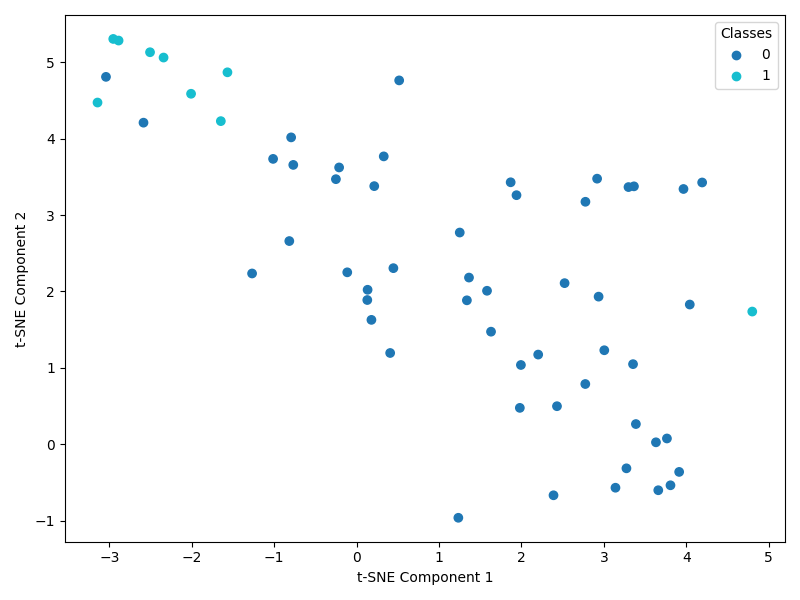 Classes
0
1
5
4
3
2
1
0
−1
t-SNE Component 2
−3 −2 −1 0 1 2 3 4 5
t-SNE Component 1